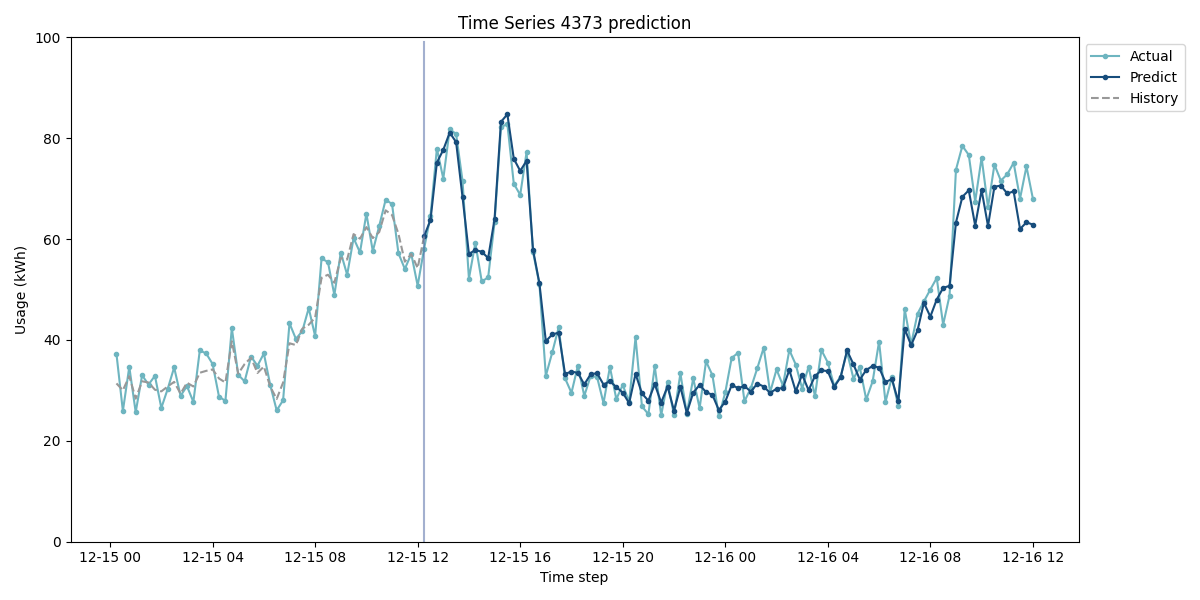 Time Series 4373 prediction
100
80
60
40
20
0
Usage (kWh)
12-15 00 12-15 04 12-15 08 12-15 12 12-15 16 12-15 20 12-16 00 12-16 04 12-16 08 12-16 12
Time step
Actual
Predict
History